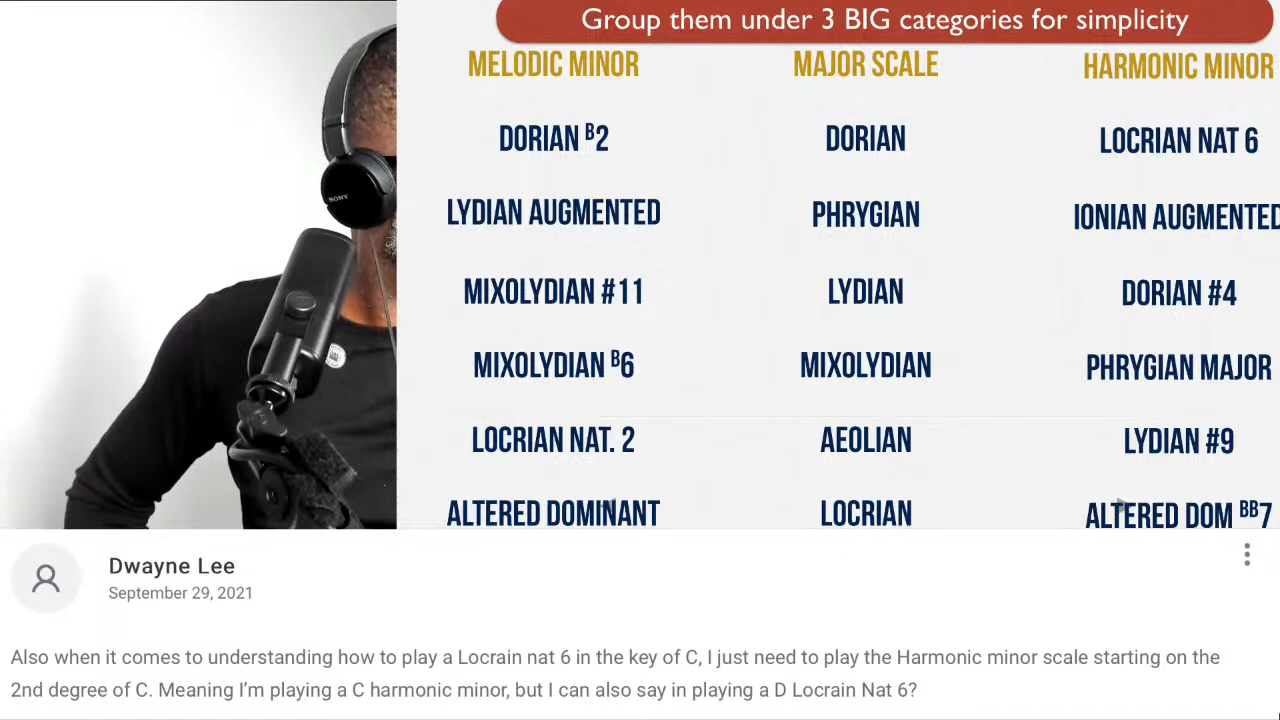 Group them under 3 BIG categories for simplicity
MELODIC MINOR
MAJOR SCALE
HARMONIC MINOR
DORIAN B2
DORIAN
LOCRIAN NAT 6
LYDIAN AUGMENTED
PHRYGIAN
IONIAN AUGMENTED
MIXOLYDIAN #11
LYDIAN
DORIAN #4
MIXOLYDIAN B6
MIXOLYDIAN
PHRYGIAN MAJOR
LOCRIAN NAT. 2
AEOLIAN
LYDIAN #9
ALTERED DOMINANT
LOCRIAN
ALTERED DOM BB7
SONY
Dwayne Lee
September 29, 2021
Also when it comes to understanding how to play a Locrain nat 6 in the key of C, I just need to play the Harmonic minor scale starting on the
2nd degree of C. Meaning I'm playing a C harmonic minor, but I can also say in playing a D Locrain Nat 6?